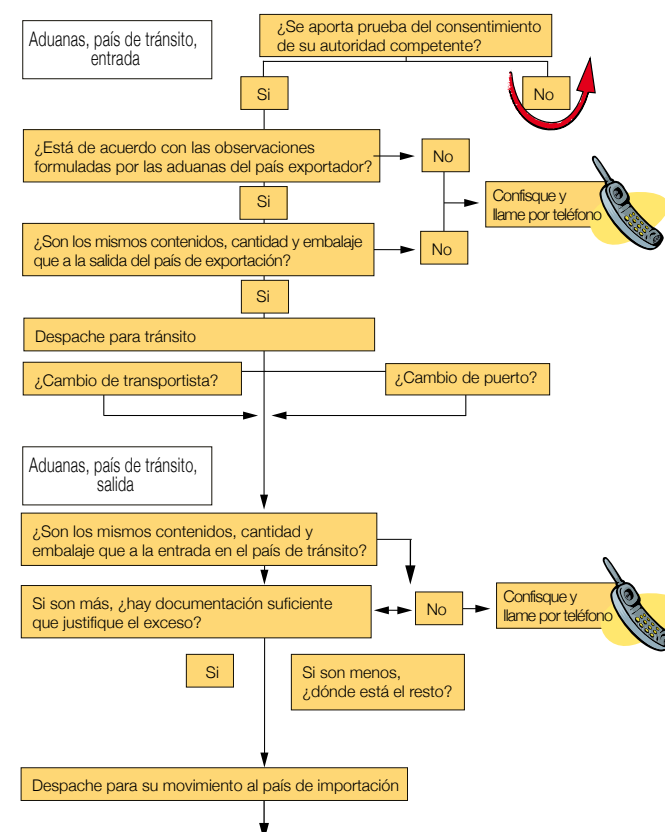 Aduanas, país de tránsito,
entrada
¿Se aporta prueba del consentimiento
de su autoridad competente?
Si
No
¿Está de acuerdo con las observaciones
formuladas por las aduanas del país exportador?
No
Si
Confisque y
llame por teléfono
¿Son los mismos contenidos, cantidad y embalaje
que a la salida del país de exportación?
No
Si
Despache para tránsito
¿Cambio de transportista?
¿Cambio de puerto?
Aduanas, país de tránsito,
salida
¿Son los mismos contenidos, cantidad y
embalaje que a la entrada en el país de tránsito?
Si son más, ¿hay documentación suficiente
que justifique el exceso?
No
Confisque y
llame por teléfono
Si
Si son menos,
¿dónde está el resto?
Despache para su movimiento al país de importación